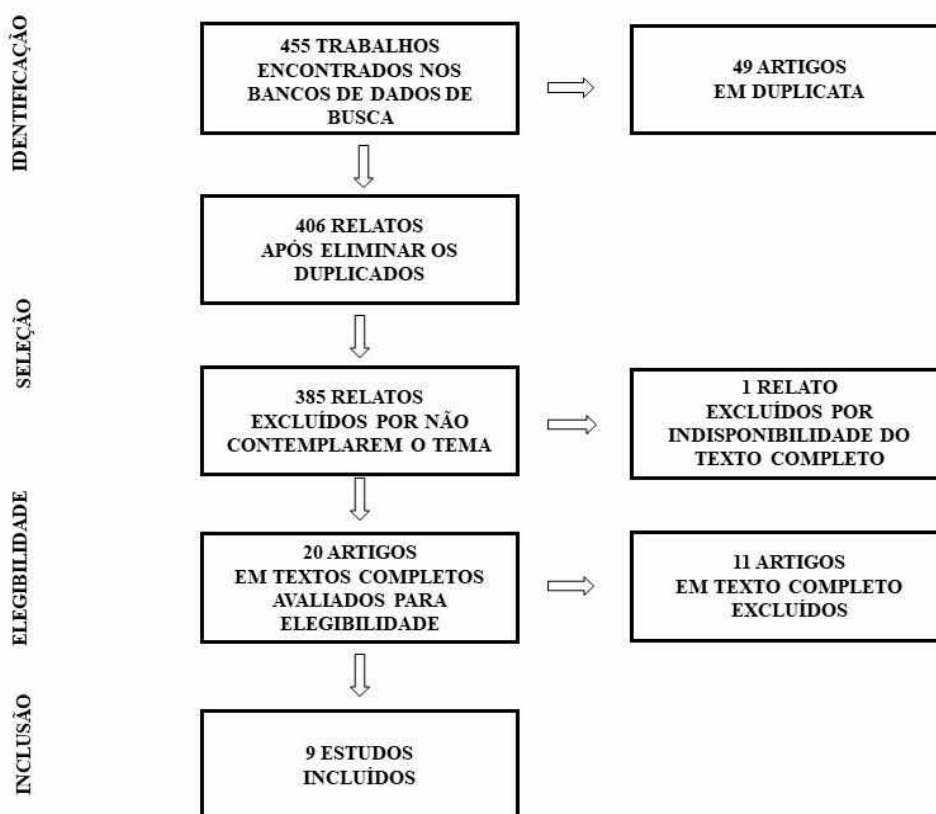 IDENTIFICAÇÃO
455 TRABALHOS
ENCONTRADOS NOS
BANCOS DE DADOS DE
BUSCA
49 ARTIGOS
EM DUPLICATA
406 RELATOS
APÓS ELIMINAR OS
DUPLICADOS
SELEÇÃO
385 RELATOS
EXCLUÍDOS POR NÃO
CONTEMPLAREM O TEMA
1 RELATO
EXCLUÍDOS POR
INDISPONIBILIDADE DO
TEXTO COMPLETO
ELEGIBILIDADE
20 ARTIGOS
EM TEXTOS COMPLETOS
AVALIADOS PARA
ELEGIBILIDADE
11 ARTIGOS
EM TEXTO COMPLETO
EXCLUÍDOS
INCLUSÃO
9 ESTUDOS
INCLUÍDOS